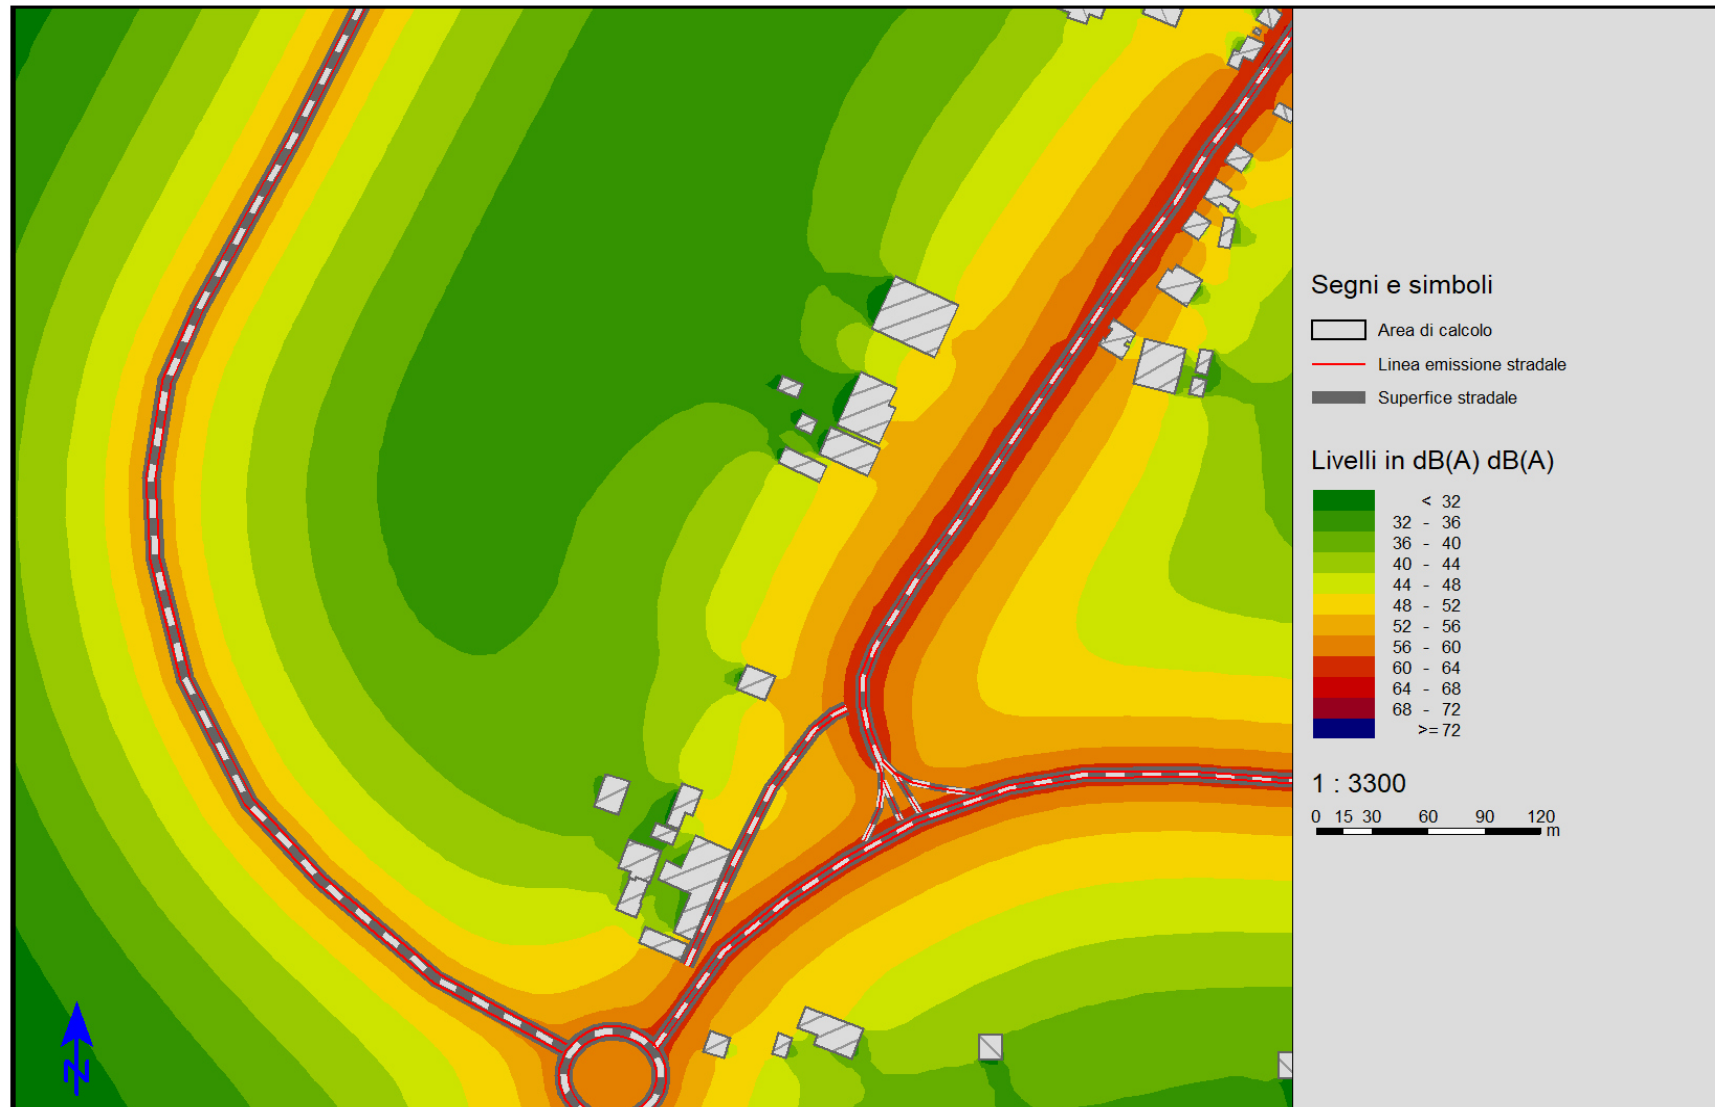 Segni e simboli
Area di calcolo
Linea emissione stradale
Superfice stradale
Livelli in dB(A) dB(A)
< 32
32 - 36
36 - 40
40 - 44
44 - 48
48 - 52
52 - 56
56 - 60
60 - 64
64 - 68
68 - 72
>= 72
1 : 3300
0 15 30 60 90 120
m
N